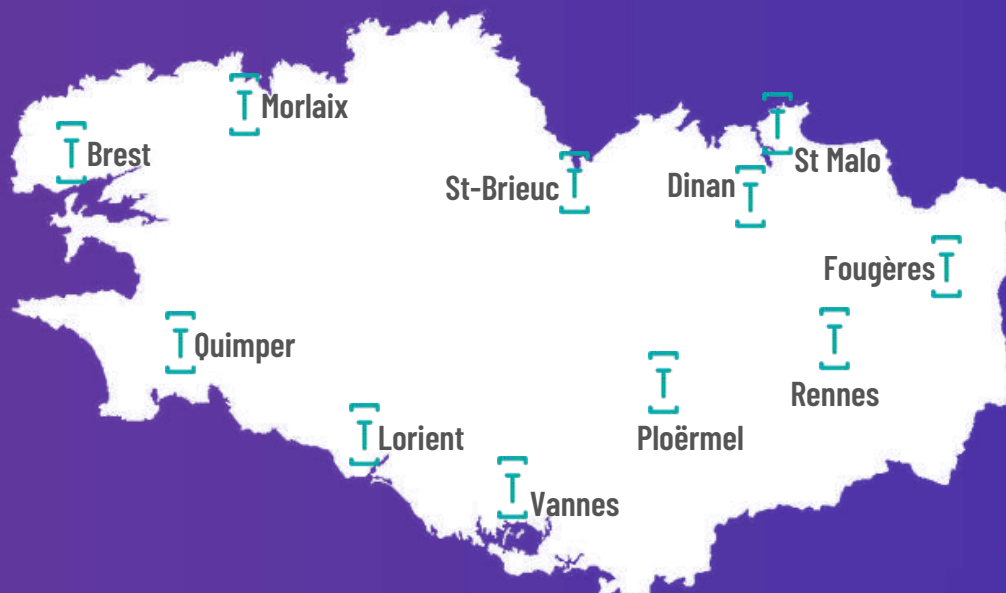 T
Morlaix
T
Brest
T
St Malo
T
St-Brieuc
T
Dinan
T
Fougères
T
Quimper
T
Rennes
T
Ploërmel
T
Lorient
T
Vannes